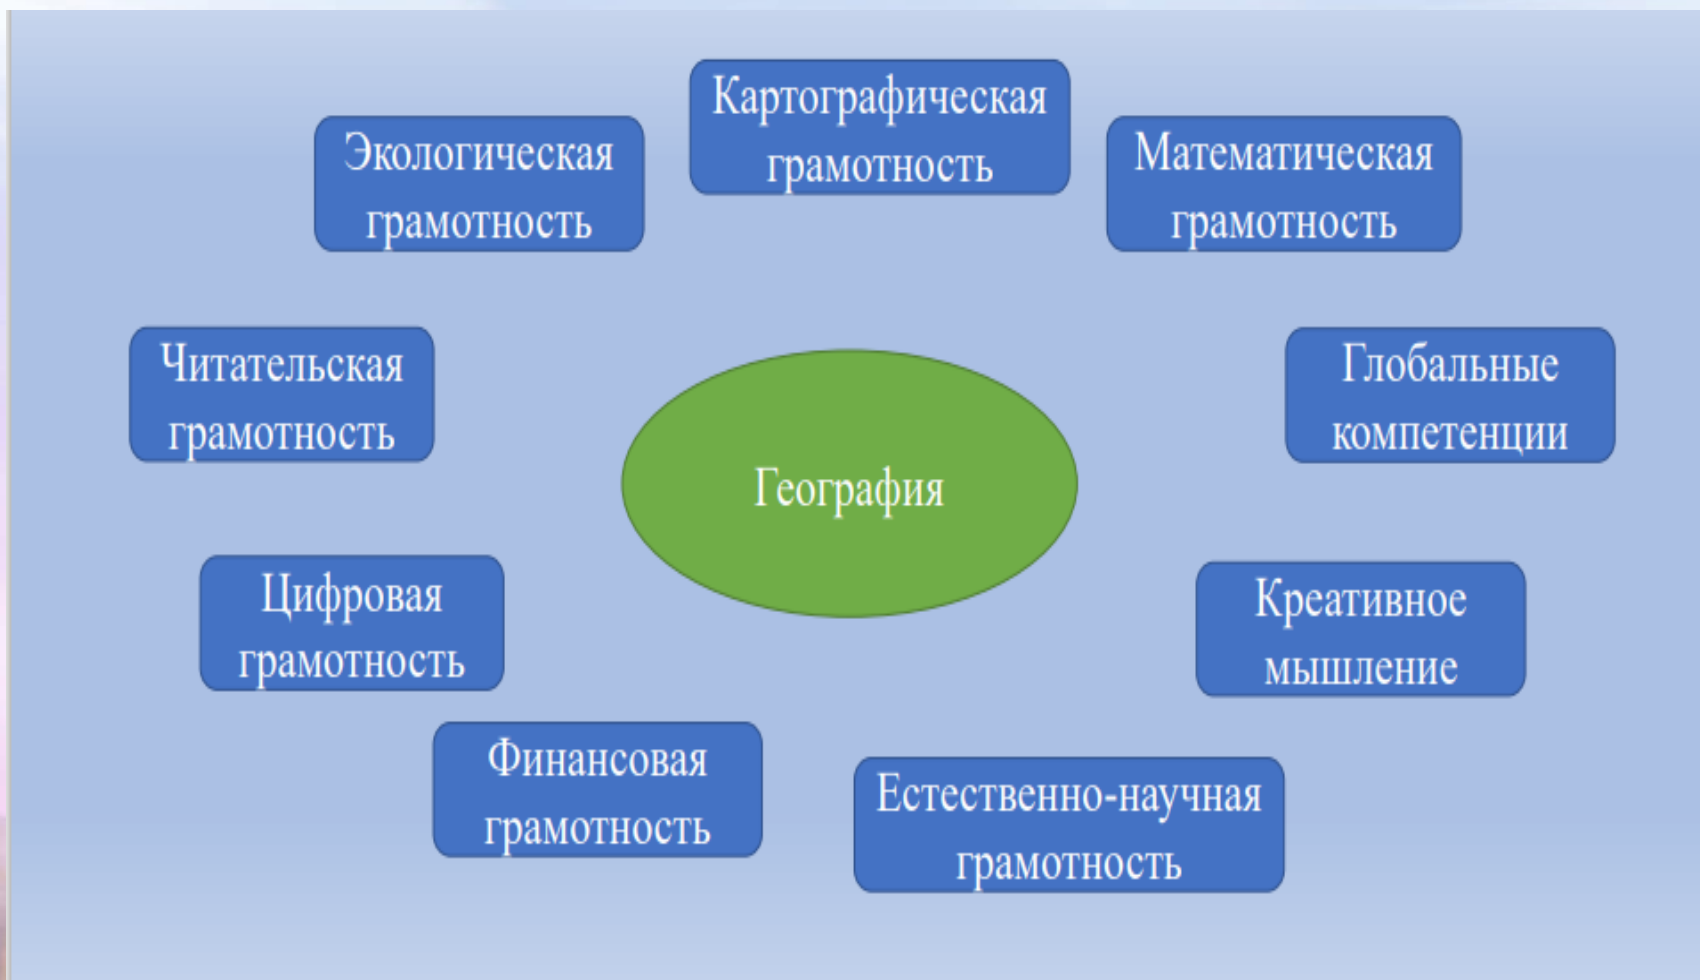 Картографическая
грамотность
Экологическая
грамотность
Математическая
грамотность
Читательская
грамотность
Глобальные
компетенции
География
Цифровая
грамотность
Креативное
мышление
Финансовая
грамотность
Естественно-научная
грамотность